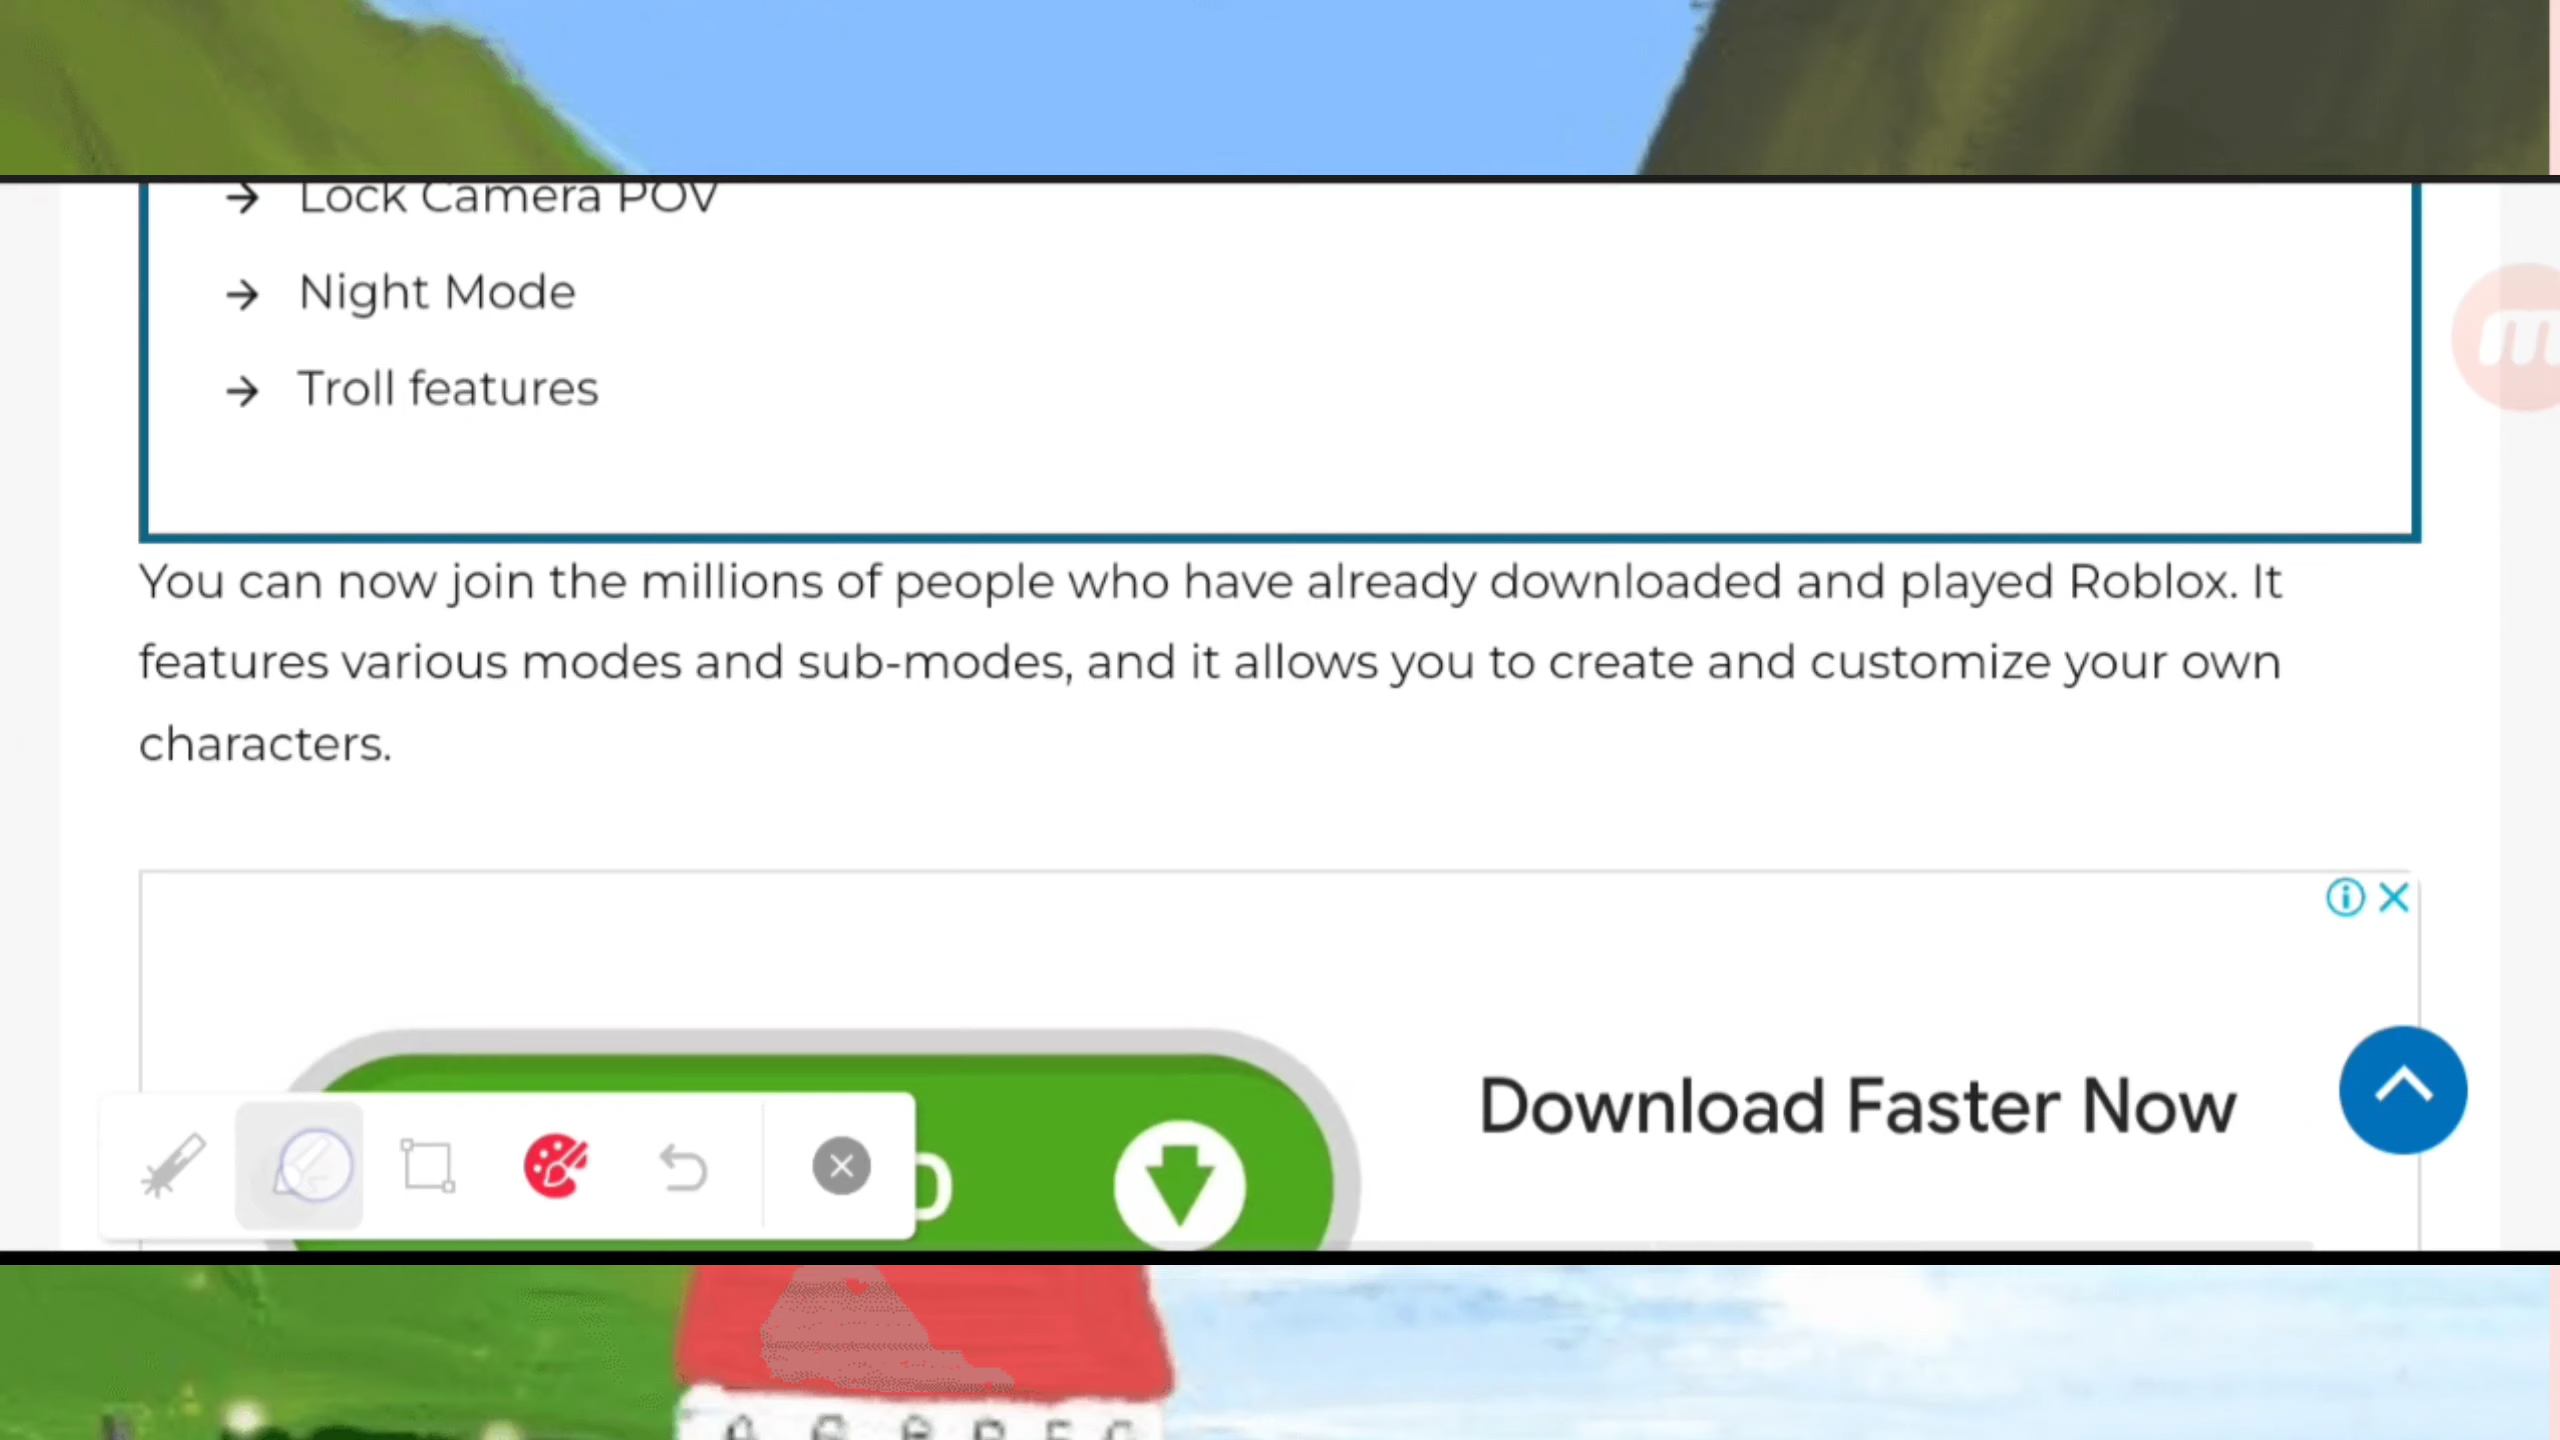 → Lock Camera POV
→ Night Mode
→ Troll features
You can now join the millions of people who have already downloaded and played Roblox. It
features various modes and sub-modes, and it allows you to create and customize your own
characters.
Download Faster Now